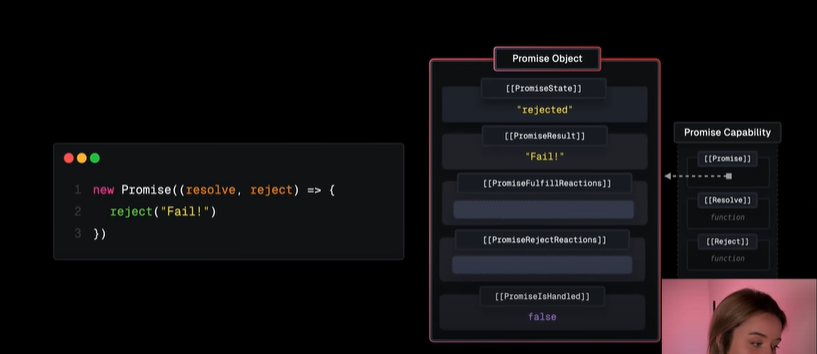 1 new Promise((resolve, reject) => {
2 reject("Fail!")
3 })
Promise Object
[[PromiseState]]
"rejected"
[[PromiseResult]]
"Fail!"
[[PromiseFulfillReactions]]
[[PromiseRejectReactions]]
[[PromiseIsHandled]]
false
Promise Capability
[[Promise]]
[[Resolve]]
function
[[Reject]]
function